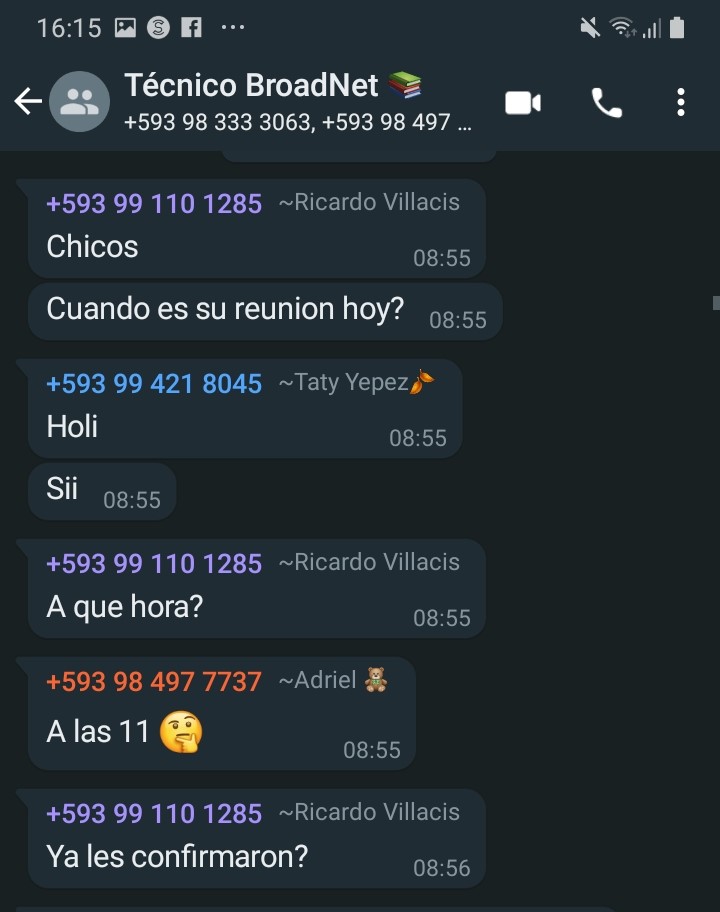 16:15
Técnico BroadNet 📚
+593 98 333 3063, +593 98 497 ...
+593 99 110 1285 ~Ricardo Villacis
Chicos
08:55
Cuando es su reunion hoy? 08:55
+593 99 421 8045 ~Taty Yepez🍂
Holi
08:55
Sii 08:55
+593 99 110 1285 ~Ricardo Villacis
A que hora?
08:55
+593 98 497 7737 ~Adriel 🧸
A las 11 🤔
08:55
+593 99 110 1285 ~Ricardo Villacis
Ya les confirmaron?
08:56